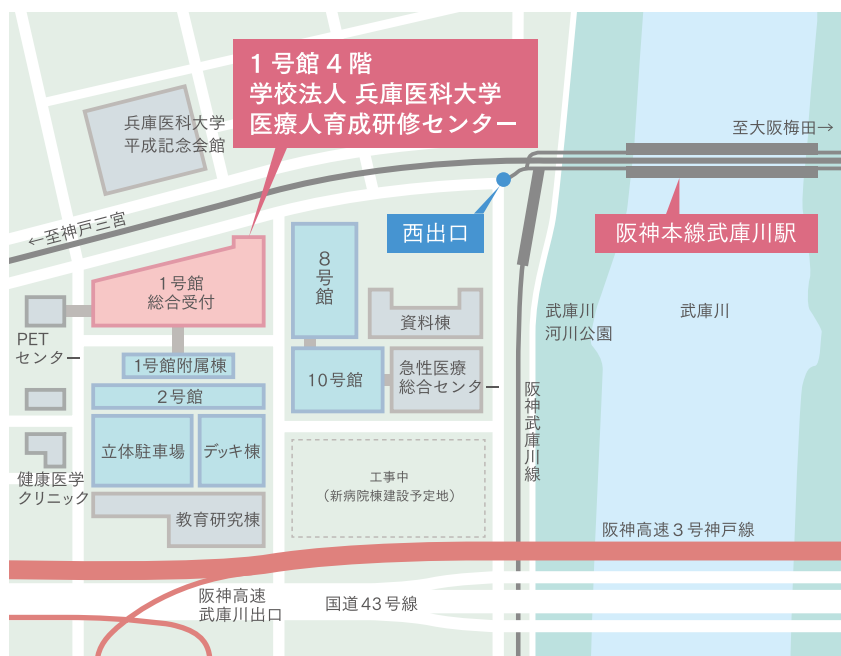 1号館4階
学校法人 兵庫医科大学
医療人育成研修センター
兵庫医科大学
平成記念会館
至大阪梅田→
←至神戸三宮
西出口
阪神本線武庫川駅
1号館
総合受付
8号館
PET
センター
資料棟
武庫川
河川公園
武庫川
1号館附属棟
10号館
急性医療
総合センター
2号館
阪神武庫川線
立体駐車場
デッキ棟
健康医学
クリニック
工事中
（新病院棟建設予定地）
教育研究棟
阪神高速3号神戸線
阪神高速
武庫川出口
国道43号線